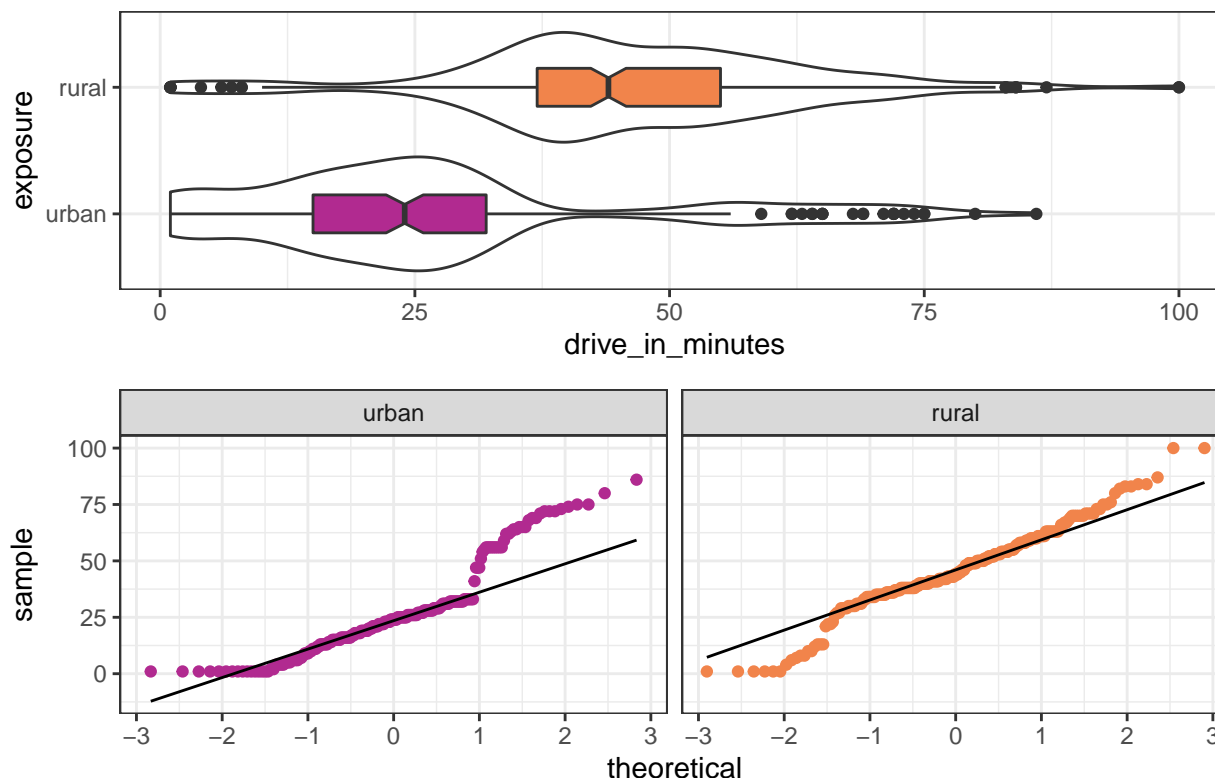 exposure
rural
urban
0 25 50 75 100
drive_in_minutes
urban rural
sample
100
75
50
25
0
−3 −2 −1 0 1 2 3 −3 −2 −1 0 1 2 3
theoretical